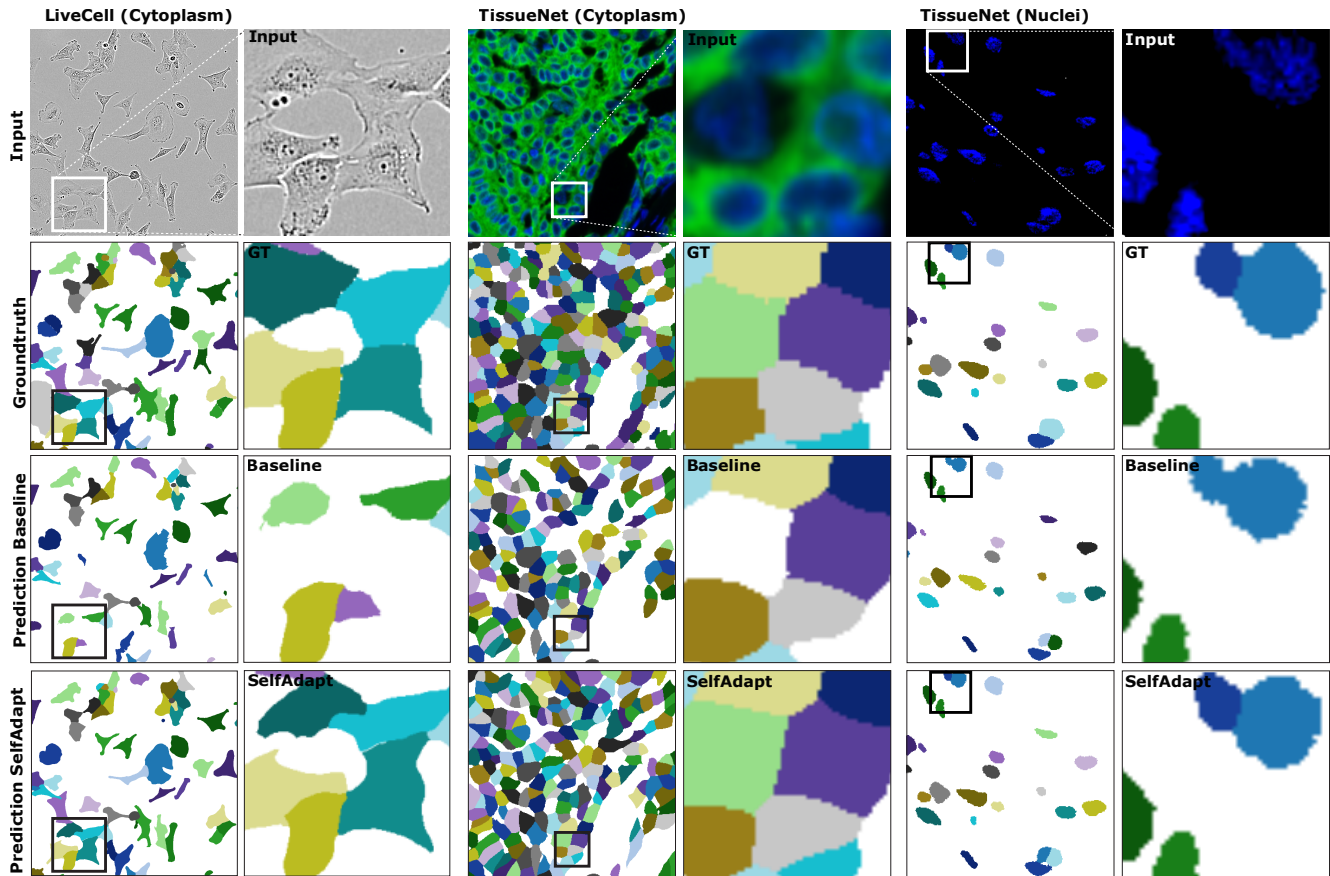 LiveCell (Cytoplasm)
TissueNet (Cytoplasm)
TissueNet (Nuclei)
Input
Input
Input
Input
Groundtruth
GT
GT
GT
Prediction Baseline
Baseline
Baseline
Baseline
Prediction SelfAdapt
SelfAdapt
SelfAdapt
SelfAdapt